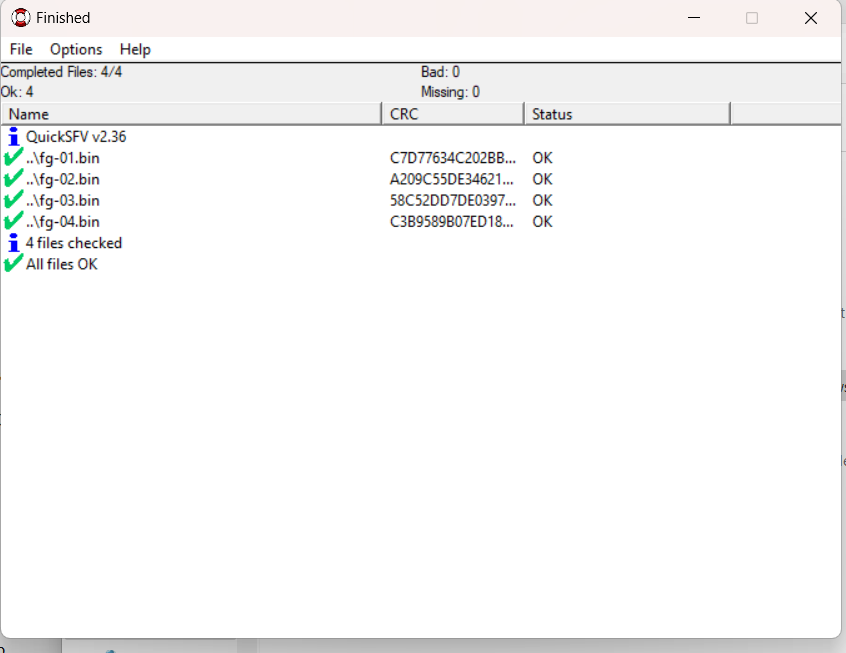 Finished
File Options Help
Completed Files: 4/4 Bad: 0
Ok: 4 Missing: 0
Name CRC Status
QuickSFV v2.36
..\fg-01.bin C7D77634C202BB... OK
..\fg-02.bin A209C55DE34621... OK
..\fg-03.bin 58C52DD7DE0397... OK
..\fg-04.bin C3B9589B07ED18... OK
4 files checked
All files OK